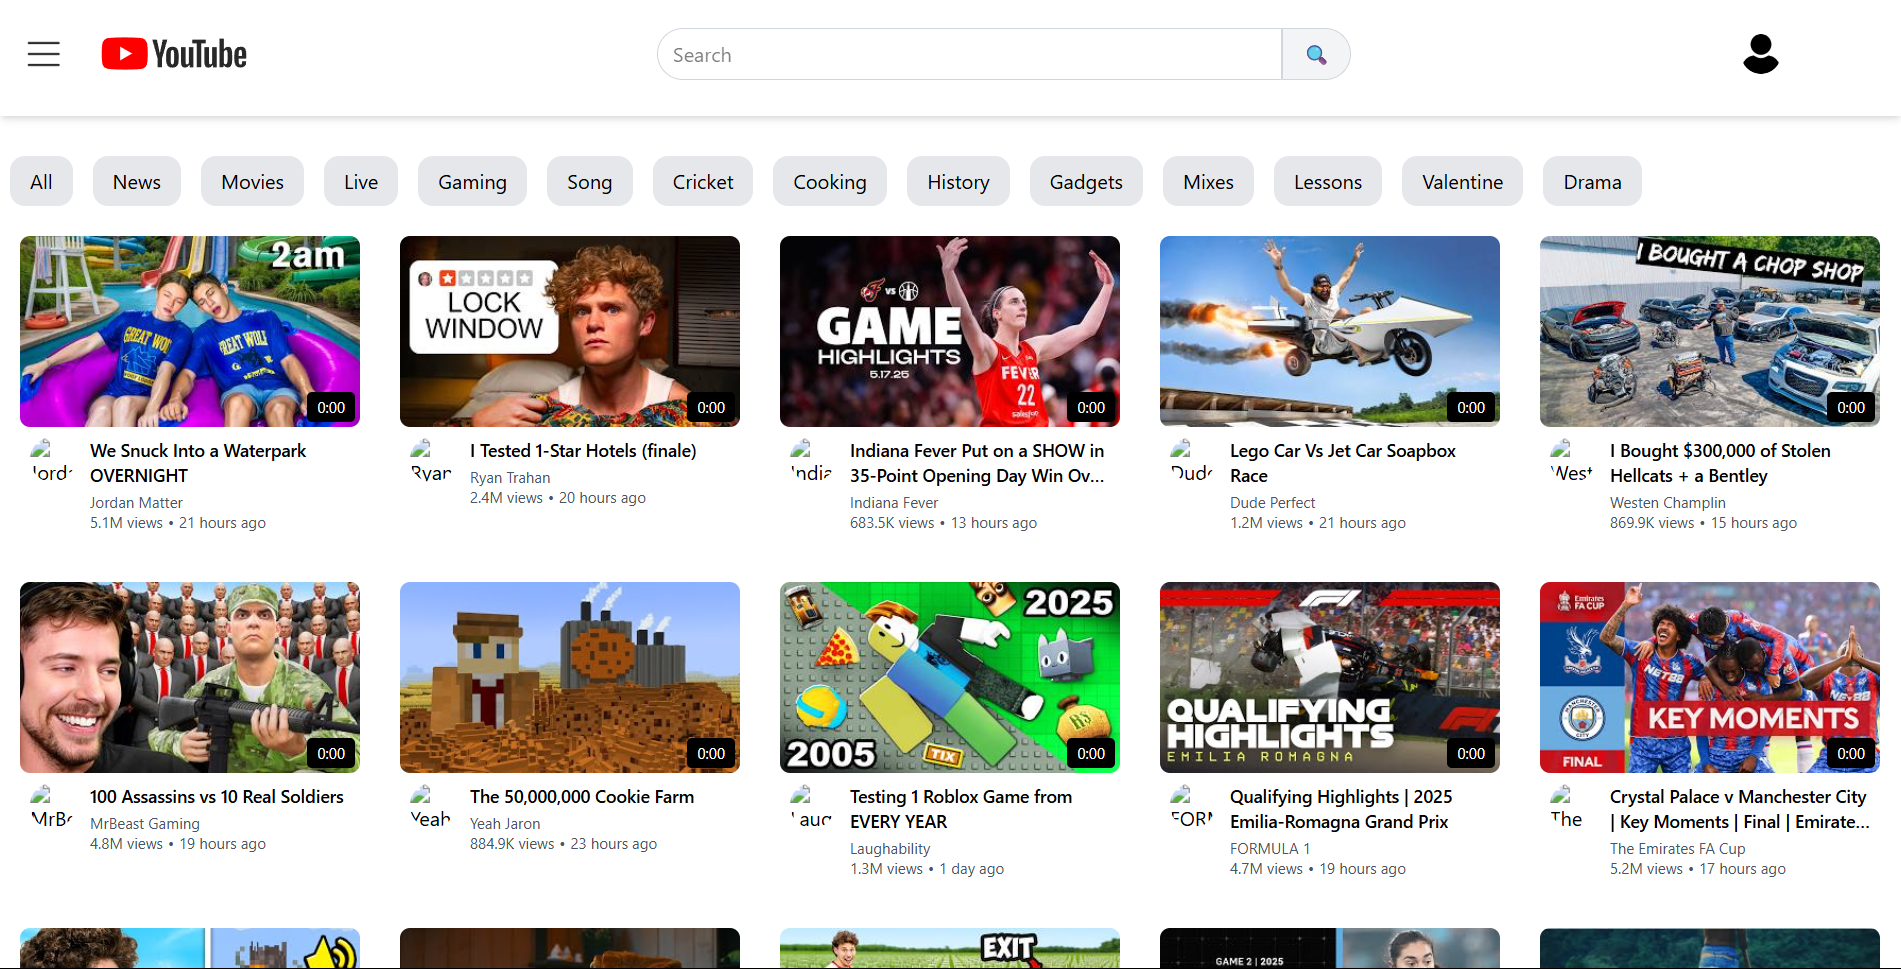 YouTube
Search
All News Movies Live Gaming Song Cricket Cooking History Gadgets Mixes Lessons Valentine Drama
2am
GREAT WOLF
0:00
LOCK
WINDOW
0:00
VS
GAME
HIGHLIGHTS
5.17.25
FEVER
22
salesforce
0:00
0:00
I BOUGHT A CHOP SHOP
0:00
We Snuck Into a Waterpark
OVERNIGHT
Jordan Matter
5.1M views • 21 hours ago
Ryan
I Tested 1-Star Hotels (finale)
Ryan Trahan
2.4M views • 20 hours ago
Indiana Fever Put on a SHOW in
35-Point Opening Day Win Ov...
Indiana Fever
683.5K views • 13 hours ago
Dude
Lego Car Vs Jet Car Soapbox
Race
Dude Perfect
1.2M views • 21 hours ago
West
I Bought $300,000 of Stolen
Hellcats + a Bentley
Westen Champlin
869.9K views • 15 hours ago
0:00
0:00
2025
2005
TIX
R$
0:00
F1
QUALIFYING
HIGHLIGHTS
EMILIA ROMAGNA
0:00
Emirates
FA CUP
MANCHESTER
CITY
NET88
KEY MOMENTS
FINAL
0:00
100 Assassins vs 10 Real Soldiers
MrBeast Gaming
4.8M views • 19 hours ago
Yeah
The 50,000,000 Cookie Farm
Yeah Jaron
884.9K views • 23 hours ago
Testing 1 Roblox Game from
EVERY YEAR
Laughability
1.3M views • 1 day ago
FORM
Qualifying Highlights | 2025
Emilia-Romagna Grand Prix
FORMULA 1
4.7M views • 19 hours ago
The
Crystal Palace v Manchester City
| Key Moments | Final | Emirate...
The Emirates FA Cup
5.2M views • 17 hours ago
EXIT
GAME 2 | 2025